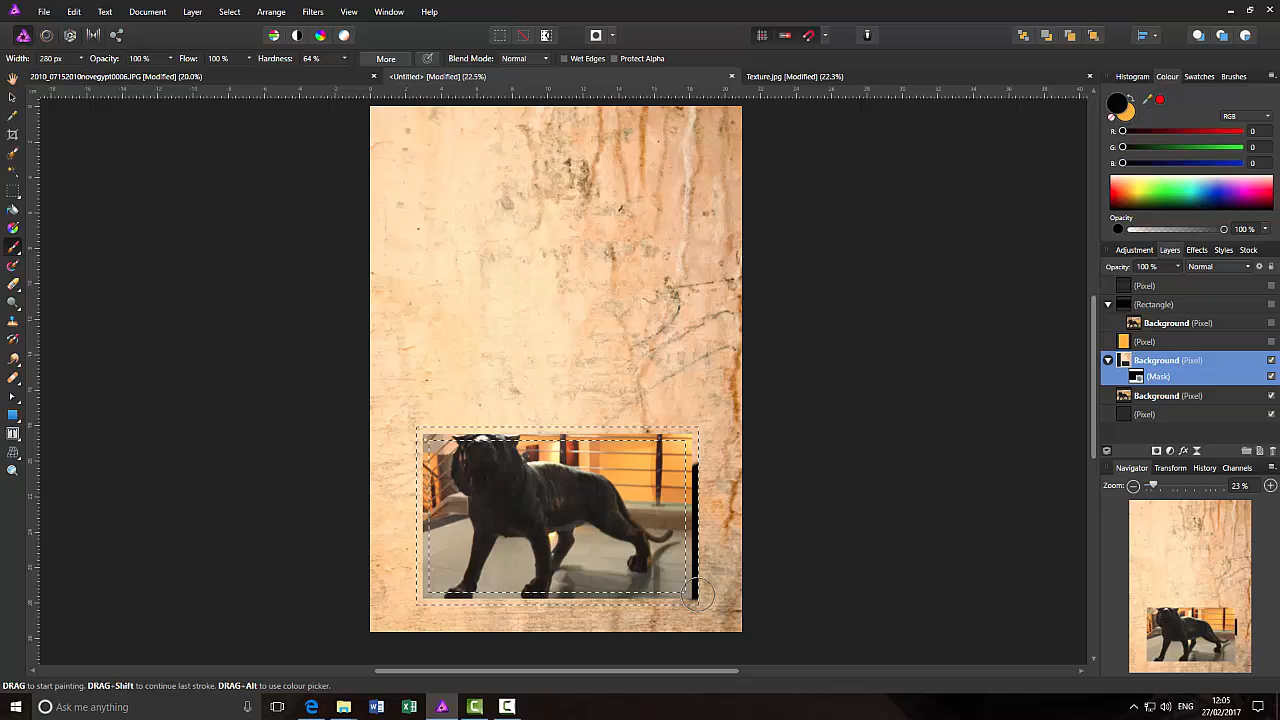 File Edit Text Document Layer Select Arrange Filters View Window Help
Width: 280 px Opacity: 100 % Flow: 100 % Hardness: 64 % More Blend Mode: Normal Wet Edges Protect Alpha
2010_07152010novegypt0006.JPG [Modified] (20.0%) <Untitled> [Modified] (22.5%) Texture.jpg [Modified] (22.3%)
Histogram Colour Swatches Brushes
RGB
R: 0
G: 0
B: 0
Opacity
100 %
Adjustment Layers Effects Styles Stock
Opacity: 100 % Normal
(Pixel)
(Rectangle)
Background (Pixel)
(Pixel)
Background (Pixel)
(Mask)
Background (Pixel)
(Pixel)
Navigator Transform History Channels
Zoom: 23 %
DRAG to start painting. DRAG+Shift to continue last stroke. DRAG+Alt to use colour picker.
Ask me anything
ENG
12:05
27/02/2017